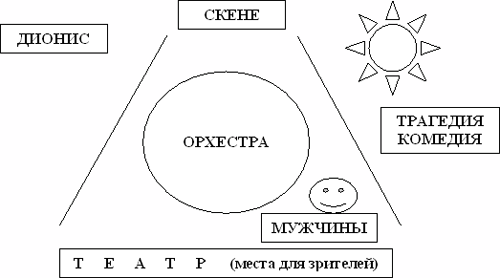 СКЕНЕ
ДИОНИС
ТРАГЕДИЯ
КОМЕДИЯ
ОРХЕСТРА
МУЖЧИНЫ
Т Е А Т Р (места для зрителей)